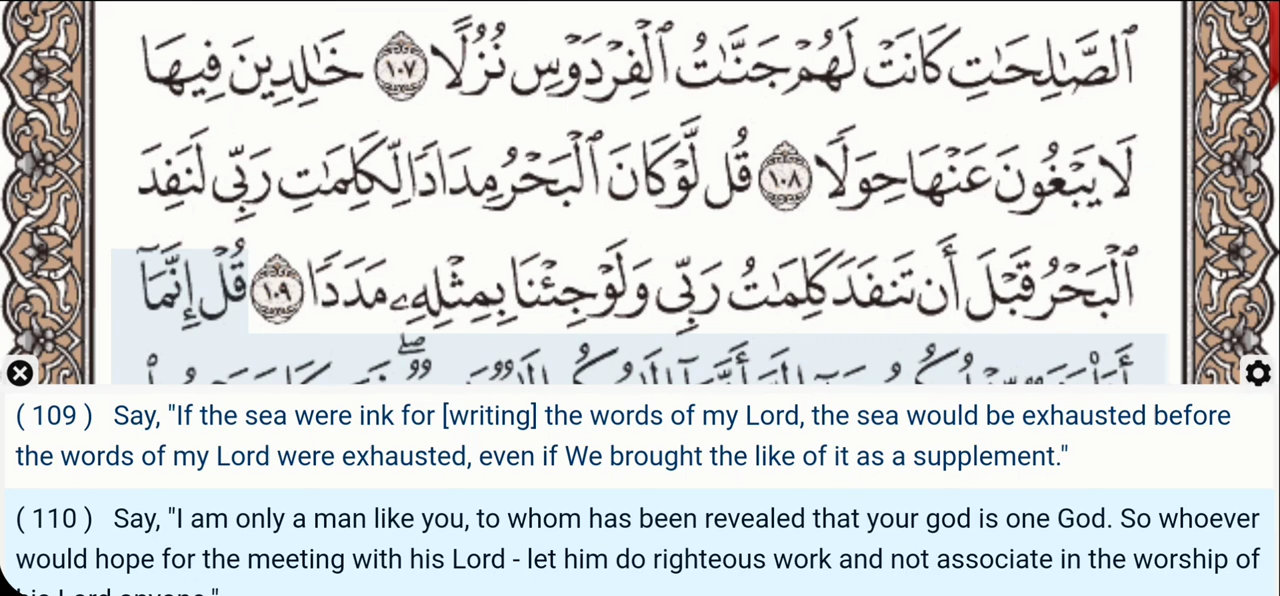 ٱلصَّٰلِحَٰتِ كَانَتْ لَهُمْ جَنَّٰتُ ٱلْفِرْدَوْسِ نُزُلًا ١٠٧ خَٰلِدِينَ فِيهَا
لَا يَبْغُونَ عَنْهَا حِوَلًا ١٠٨ قُل لَّوْ كَانَ ٱلْبَحْرُ مِدَادًا لِّكَلِمَٰتِ رَبِّى لَنَفِدَ
ٱلْبَحْرُ قَبْلَ أَن تَنفَدَ كَلِمَٰتُ رَبِّى وَلَوْ جِئْنَا بِمِثْلِهِۦ مَدَدًا ١٠٩ قُلْ إِنَّمَآ
( 109 ) Say, "If the sea were ink for [writing] the words of my Lord, the sea would be exhausted before
the words of my Lord were exhausted, even if We brought the like of it as a supplement."
( 110 ) Say, "I am only a man like you, to whom has been revealed that your god is one God. So whoever
would hope for the meeting with his Lord - let him do righteous work and not associate in the worship of